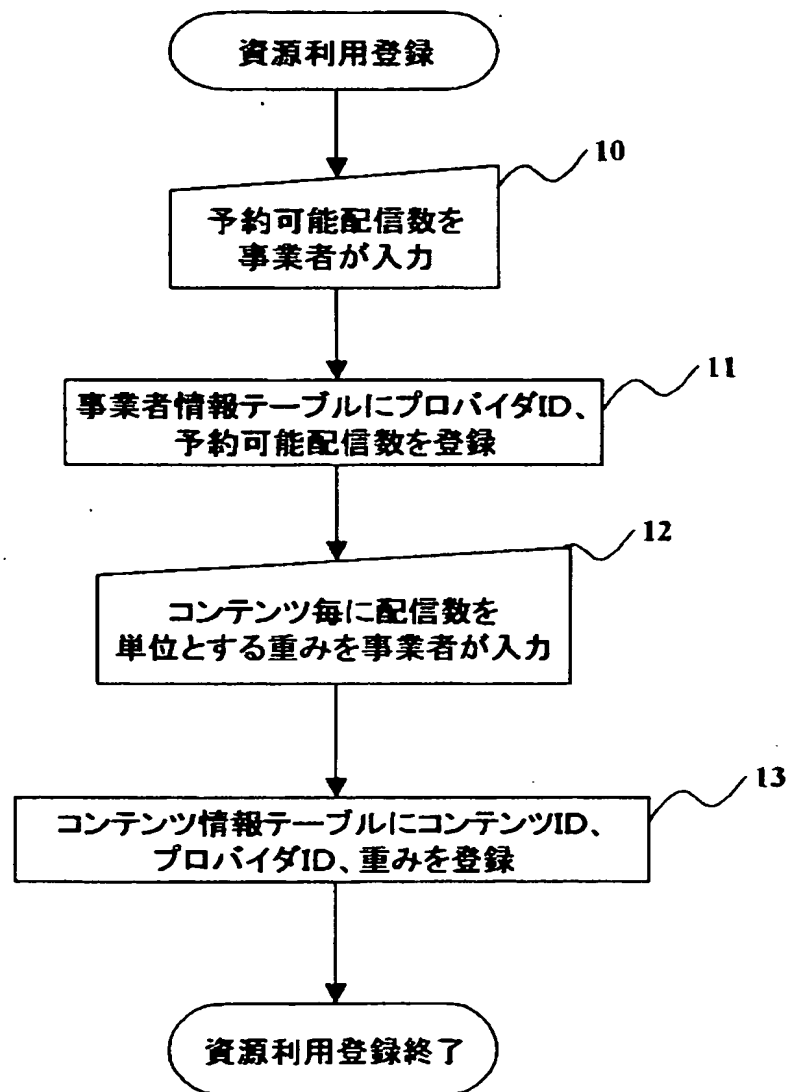 資源利用登録
10
予約可能配信数を
事業者が入力
11
事業者情報テーブルにプロバイダID、
予約可能配信数を登録
12
コンテンツ毎に配信数を
単位とする重みを事業者が入力
13
コンテンツ情報テーブルにコンテンツID、
プロバイダID、重みを登録
資源利用登録終了